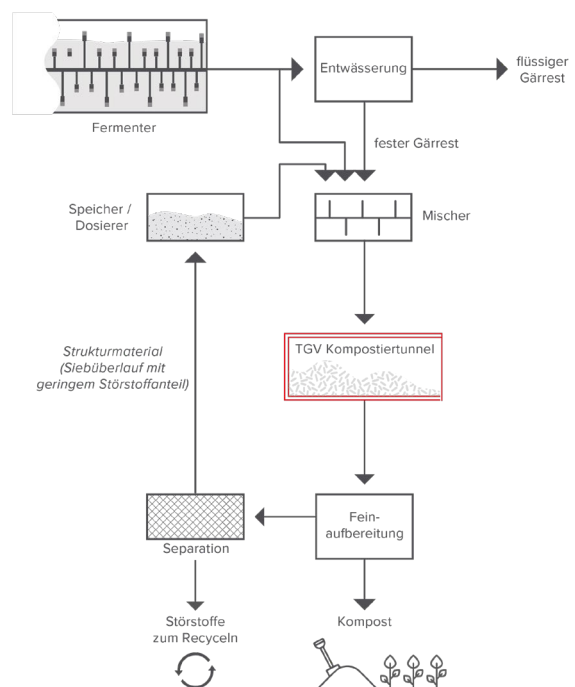 Entwässerung
flüssiger
Gärrest
Fermenter
fester Gärrest
Speicher /
Dosierer
Mischer
Strukturmaterial
(Siebüberlauf mit
geringem Störstoffanteil)
TGV Kompostiertunnel
Separation
Fein-
aufbereitung
Störstoffe
zum Recyceln
Kompost